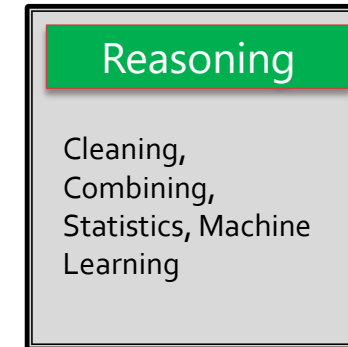 Reasoning
Cleaning,
Combining,
Statistics, Machine
Learning